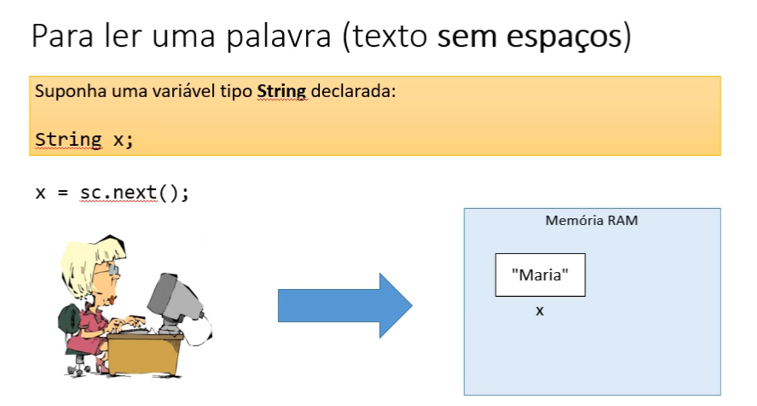 Para ler uma palavra (texto sem espaços)
Suponha uma variável tipo String declarada:
String x;
x = sc.next();
Memória RAM
"Maria"
x